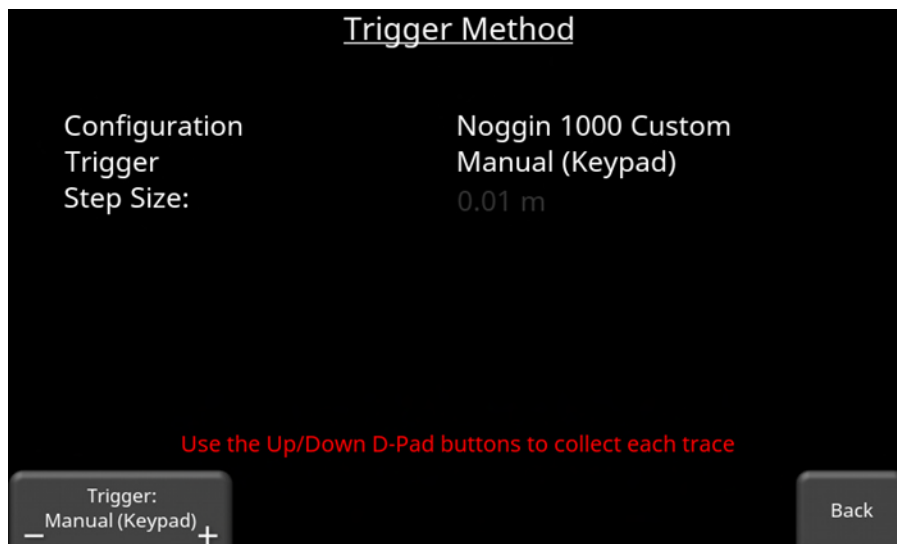 Trigger Method
Configuration Noggin 1000 Custom
Trigger Manual (Keypad)
Step Size: 0.01 m
Use the Up/Down D-Pad buttons to collect each trace
Trigger:
− Manual (Keypad) +
Back